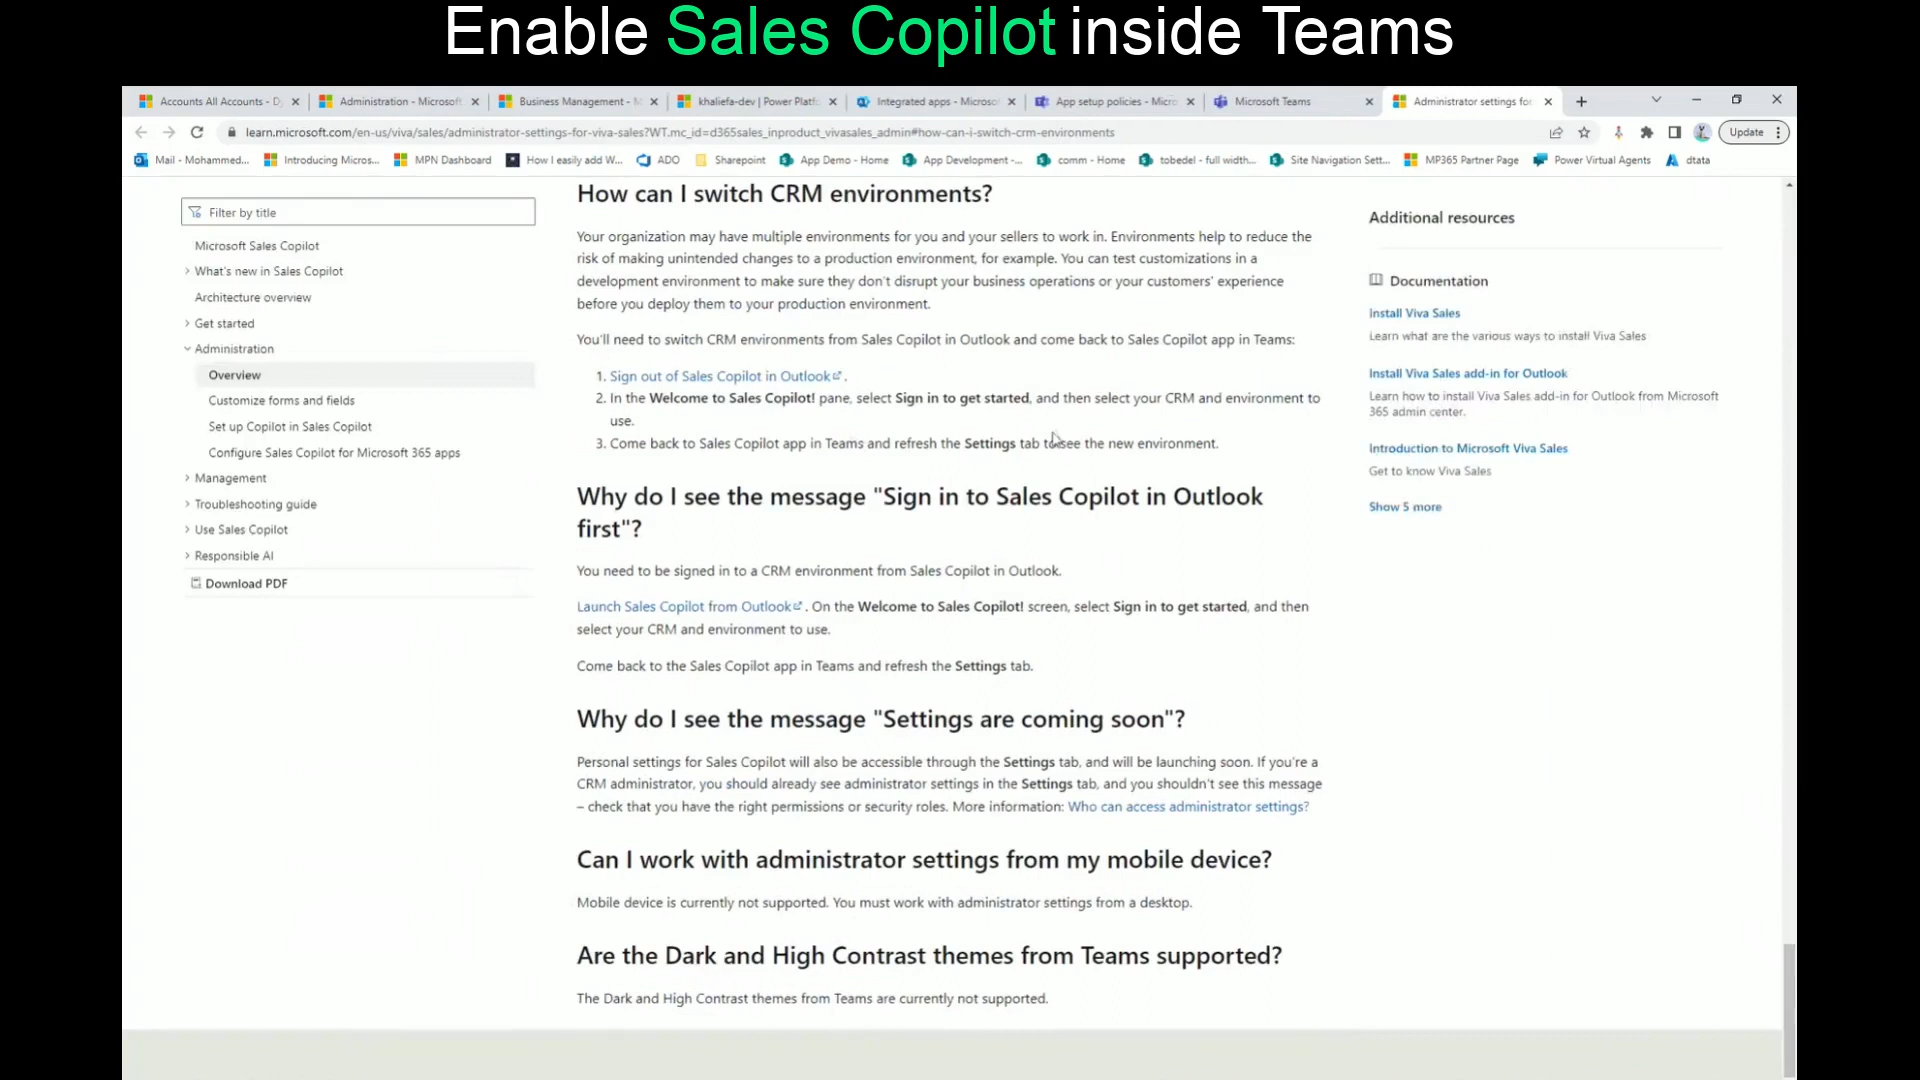 Enable Sales Copilot inside Teams
Accounts All Accounts - Dy
Administration - Microsoft
Business Management - M
khaliefa-dev | Power Platfo
Integrated apps - Microsof
App setup policies - Micro
Microsoft Teams
Administrator settings for
learn.microsoft.com/en-us/viva/sales/administrator-settings-for-viva-sales?WT.mc_id=d365sales_inproduct_vivasales_admin#how-can-i-switch-crm-environments
Update
Mail - Mohammed...
Introducing Micros...
MPN Dashboard
How I easily add W...
ADO
Sharepoint
App Demo - Home
App Development -...
comm - Home
tobedel - full width...
Site Navigation Sett...
MP365 Partner Page
Power Virtual Agents
dtata
Filter by title
Microsoft Sales Copilot
What's new in Sales Copilot
Architecture overview
Get started
Administration
Overview
Customize forms and fields
Set up Copilot in Sales Copilot
Configure Sales Copilot for Microsoft 365 apps
Management
Troubleshooting guide
Use Sales Copilot
Responsible AI
Download PDF
How can I switch CRM environments?
Your organization may have multiple environments for you and your sellers to work in. Environments help to reduce the
risk of making unintended changes to a production environment, for example. You can test customizations in a
development environment to make sure they don't disrupt your business operations or your customers' experience
before you deploy them to your production environment.
You'll need to switch CRM environments from Sales Copilot in Outlook and come back to Sales Copilot app in Teams:
1. Sign out of Sales Copilot in Outlook.
2. In the Welcome to Sales Copilot! pane, select Sign in to get started, and then select your CRM and environment to
use.
3. Come back to Sales Copilot app in Teams and refresh the Settings tab to see the new environment.
Why do I see the message "Sign in to Sales Copilot in Outlook
first"?
You need to be signed in to a CRM environment from Sales Copilot in Outlook.
Launch Sales Copilot from Outlook. On the Welcome to Sales Copilot! screen, select Sign in to get started, and then
select your CRM and environment to use.
Come back to the Sales Copilot app in Teams and refresh the Settings tab.
Why do I see the message "Settings are coming soon"?
Personal settings for Sales Copilot will also be accessible through the Settings tab, and will be launching soon. If you're a
CRM administrator, you should already see administrator settings in the Settings tab, and you shouldn't see this message
– check that you have the right permissions or security roles. More information: Who can access administrator settings?
Can I work with administrator settings from my mobile device?
Mobile device is currently not supported. You must work with administrator settings from a desktop.
Are the Dark and High Contrast themes from Teams supported?
The Dark and High Contrast themes from Teams are currently not supported.
Additional resources
Documentation
Install Viva Sales
Learn what are the various ways to install Viva Sales
Install Viva Sales add-in for Outlook
Learn how to install Viva Sales add-in for Outlook from Microsoft
365 admin center.
Introduction to Microsoft Viva Sales
Get to know Viva Sales
Show 5 more